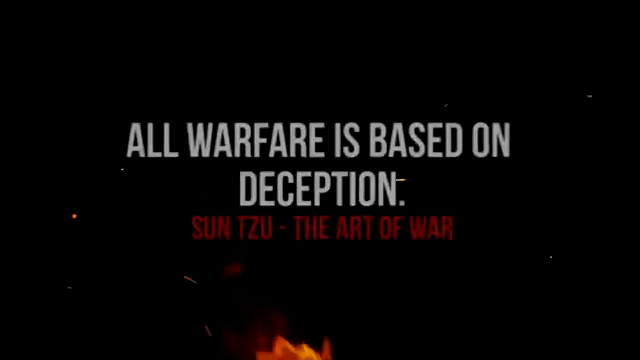 ALL WARFARE IS BASED ON
DECEPTION.
SUN TZU - THE ART OF WAR